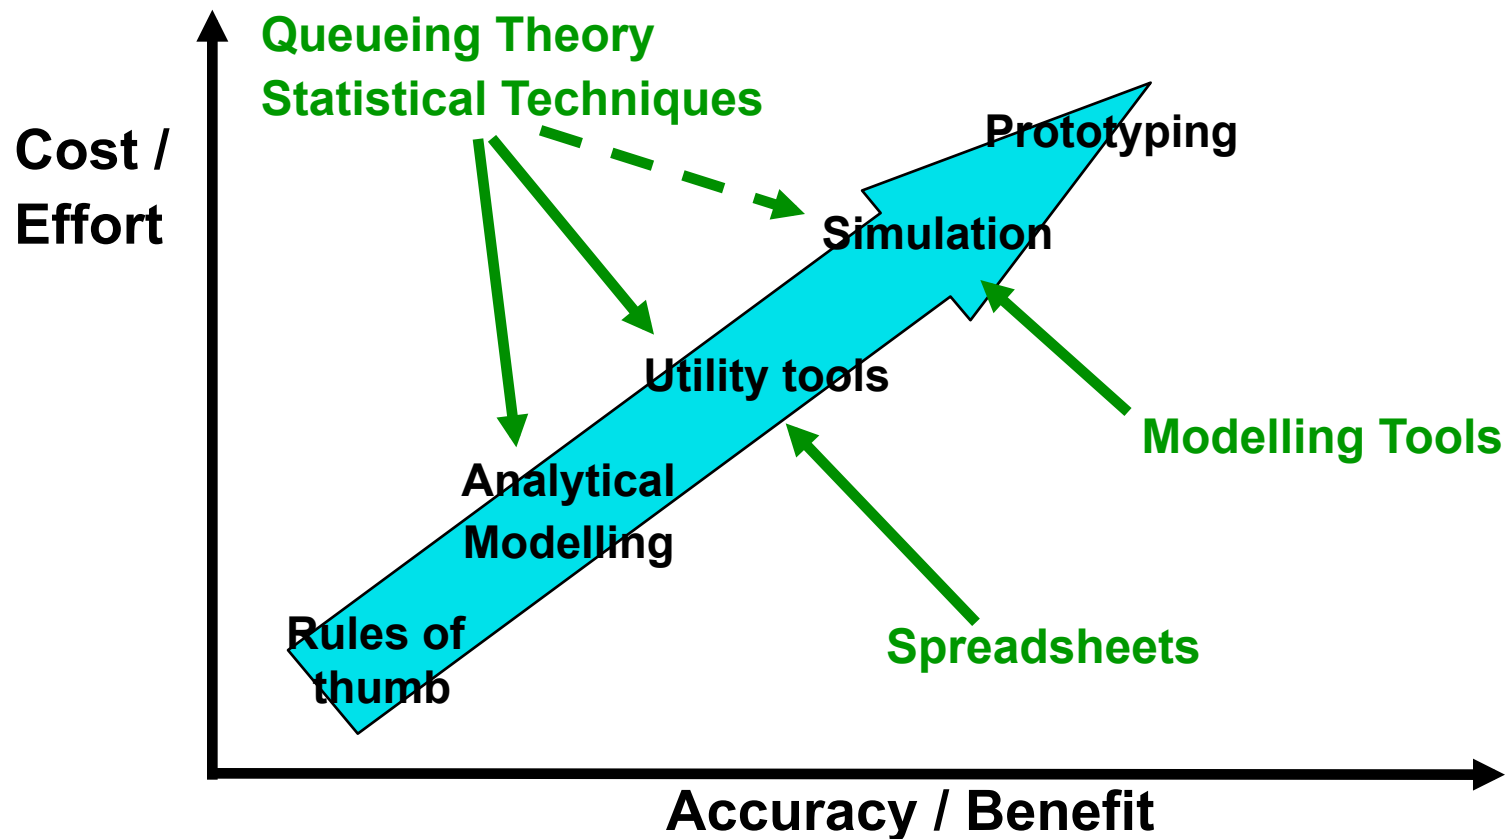 Queueing Theory
Statistical Techniques
Cost /
Effort
Prototyping
Simulation
Utility tools
Modelling Tools
Analytical
Modelling
Rules of
thumb
Spreadsheets
Accuracy / Benefit